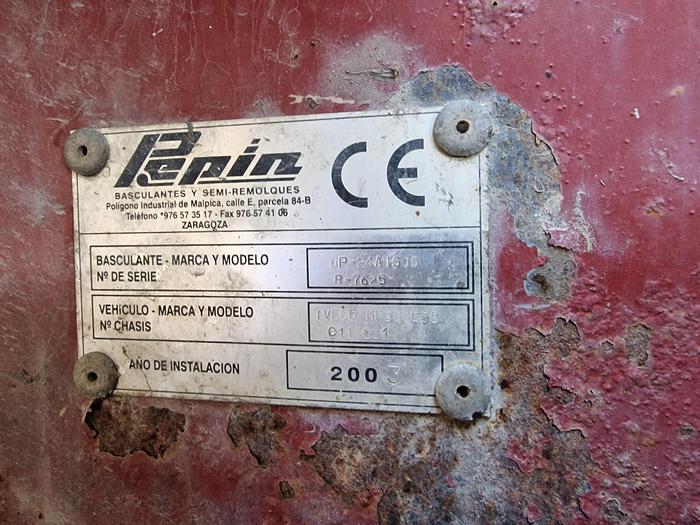 Pepin
CE
BASCULANTES Y SEMI-REMOLQUES
Polígono Industrial de Malpica, calle E, parcela 84-B
Teléfono *976 57 35 17 - Fax 976 57 41 06
ZARAGOZA
BASCULANTE - MARCA Y MODELO
Nº DE SERIE
R-7625
VEHICULO - MARCA Y MODELO
Nº CHASIS
IVECO
AÑO DE INSTALACION
2003